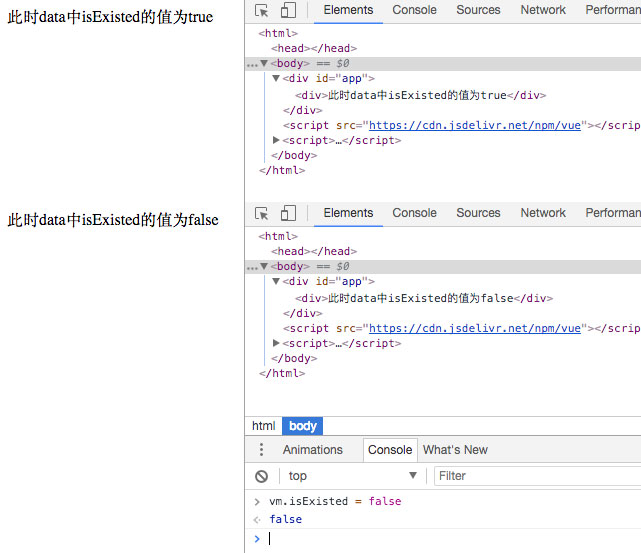 此时data中isExisted的值为true
Elements Console Sources Network Performan
<html>
<head></head>
<body> == $0
<div id="app">
<div>此时data中isExisted的值为true</div>
</div>
<script src="https://cdn.jsdelivr.net/npm/vue"></scrip
<script>…</script>
</body>
</html>
此时data中isExisted的值为false
Elements Console Sources Network Performan
<html>
<head></head>
<body> == $0
<div id="app">
<div>此时data中isExisted的值为false</div>
</div>
<script src="https://cdn.jsdelivr.net/npm/vue"></scrip
<script>…</script>
</body>
</html>
html body
Animations Console What's New
top Filter
> vm.isExisted = false
false
>